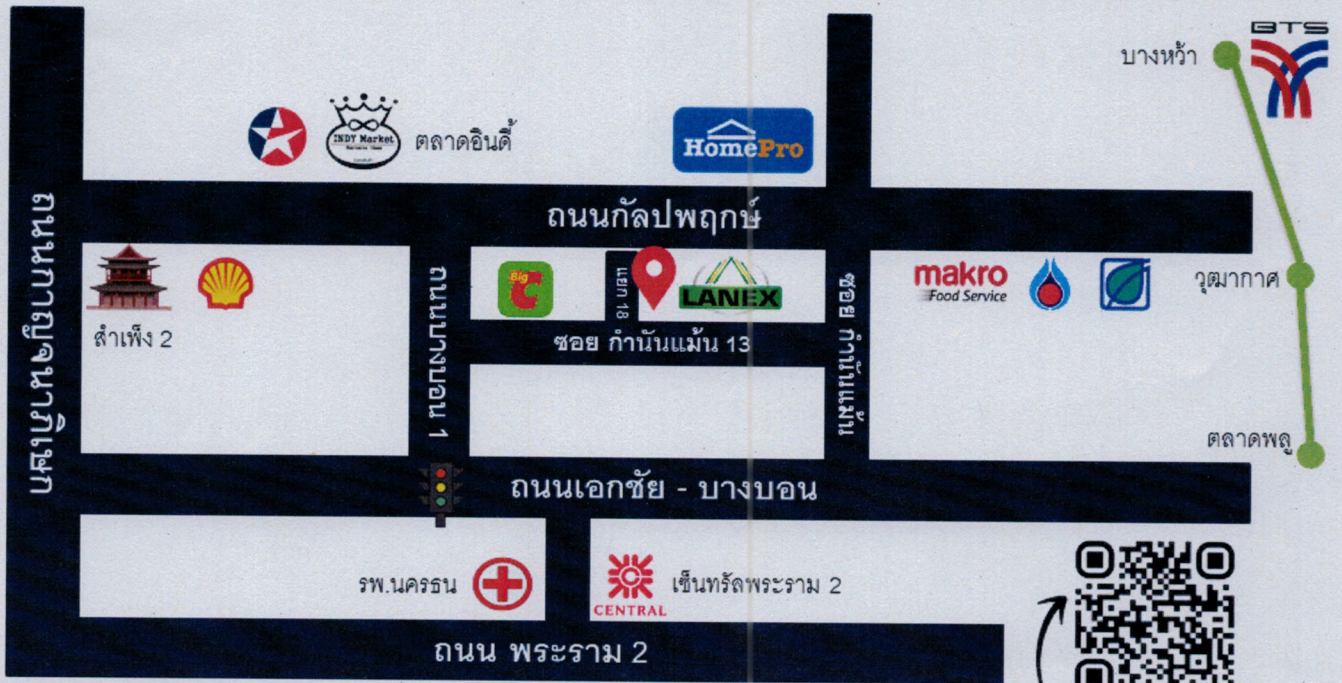 BTS
บางหว้า
INDY Market
ตลาดอินดี้
HomePro
ถนนกัลปพฤกษ์
ถนนกาญจนาภิเษก
สำเพ็ง 2
ถนนบางบอน 1
Big C
แยก 18
LANEX
ซอย กำนันแม้น 13
ซอย กำนันแม้น
makro
Food Service
วุฒากาศ
ตลาดพลู
ถนนเอกชัย - บางบอน
รพ.นครธน
CENTRAL
เซ็นทรัลพระราม 2
ถนน พระราม 2